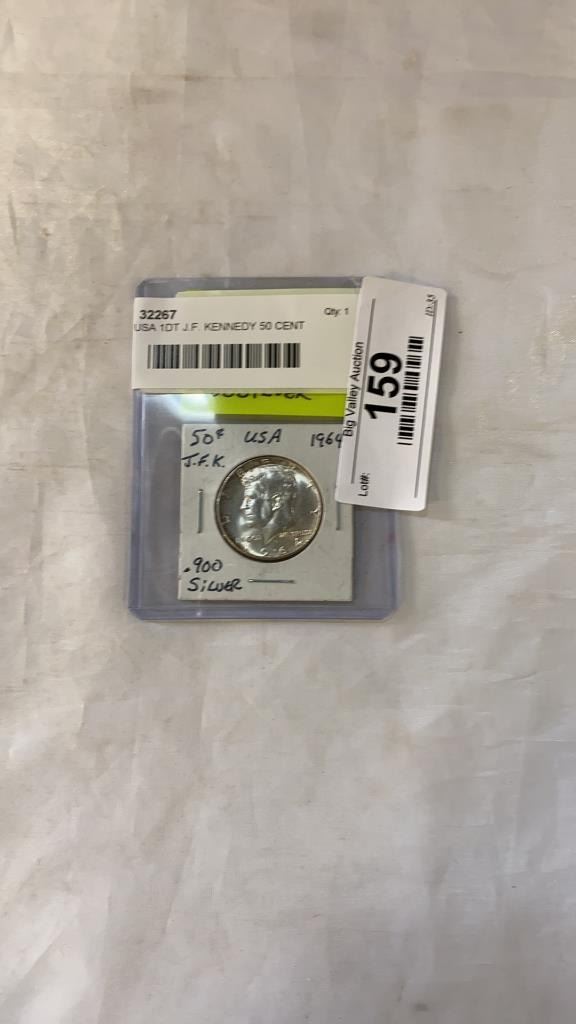 32267
Qty: 1
USA 1DT J.F. KENNEDY 50 CENT
Big Valley Auction
159
Lot#:
50¢ USA 1964
J.F.K.
.900
SILVER